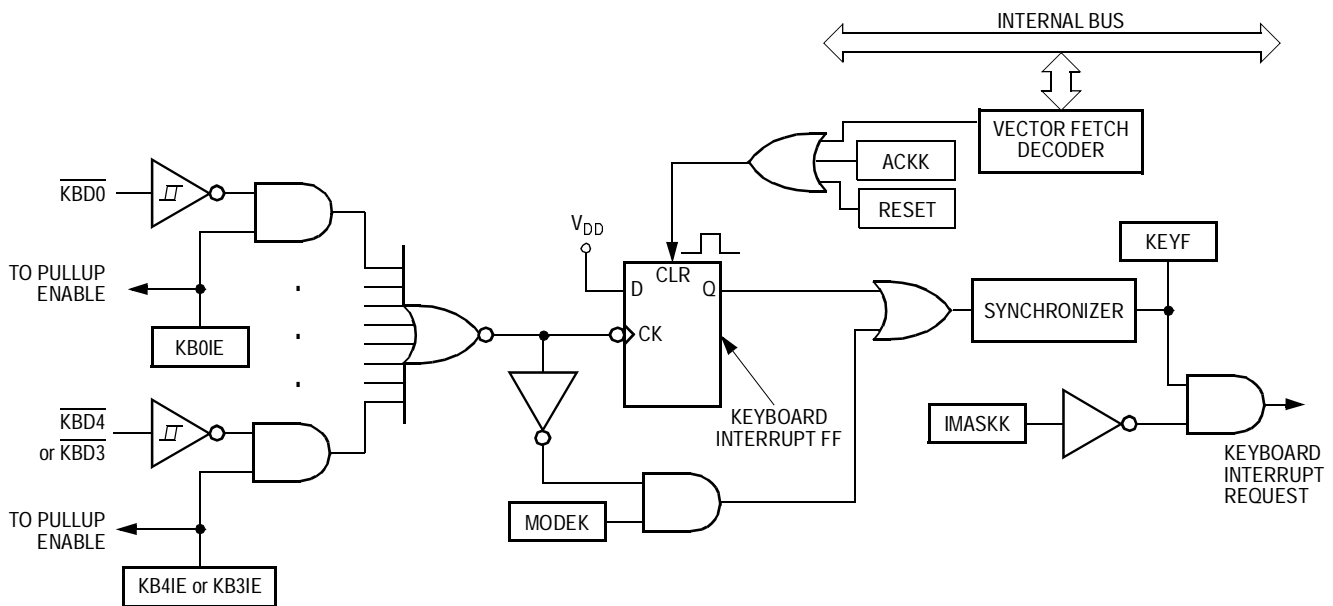 INTERNAL BUS
VECTOR FETCH
DECODER
ACKK
RESET
KBD0
VDD
KEYF
CLR
D
Q
TO PULLUP
ENABLE
SYNCHRONIZER
CK
KB0IE
KEYBOARD
INTERRUPT FF
KBD4
or KBD3
IMASKK
KEYBOARD
INTERRUPT
REQUEST
MODEK
TO PULLUP
ENABLE
KB4IE or KB3IE